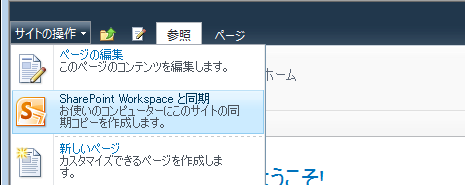 サイトの操作 参照 ページ
ページの編集
このページのコンテンツを編集します。
ホーム
SharePoint Workspace と同期
お使いのコンピューターにこのサイトの同
期コピーを作成します。
新しいページ
カスタマイズできるページを作成しま
す。
ようこそ!